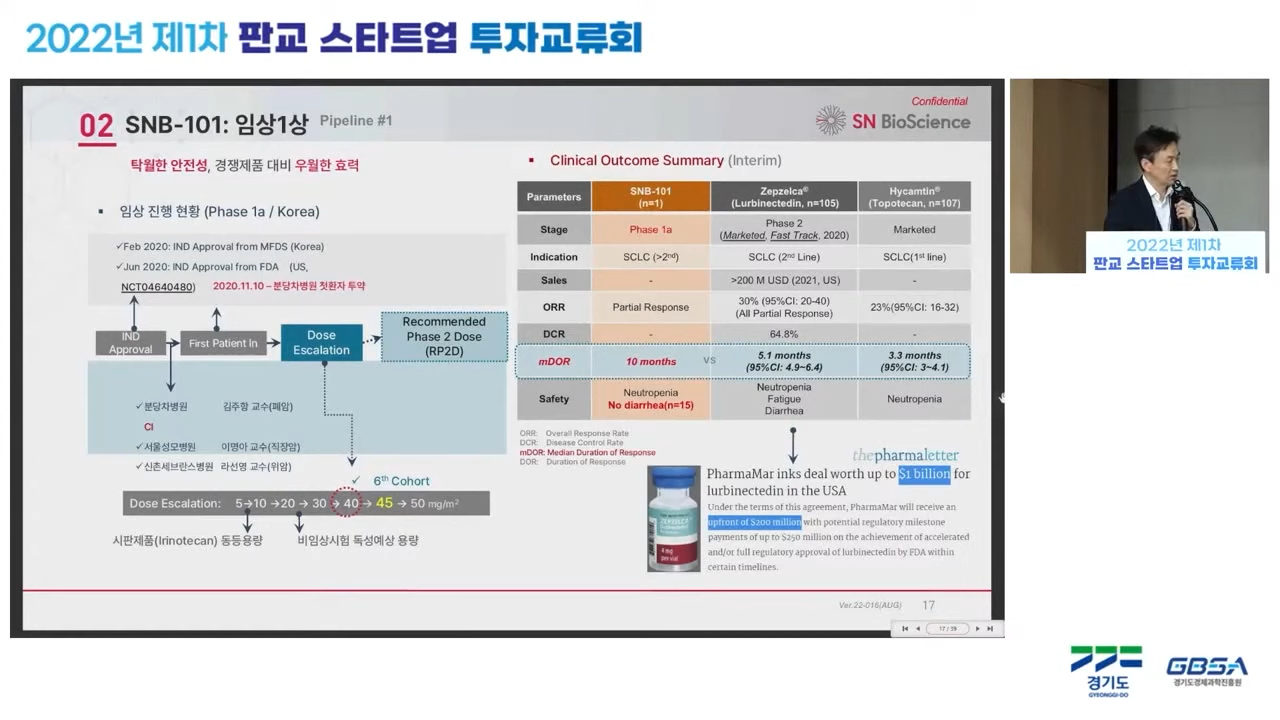 2022년 제1차 판교 스타트업 투자교류회
Confidential
02 SNB-101: 임상1상 Pipeline #1
SN BioScience
탁월한 안전성, 경쟁제품 대비 우월한 효력
▪ 임상 진행 현황 (Phase 1a / Korea)
✓Feb 2020: IND Approval from MFDS (Korea)
✓Jun 2020: IND Approval from FDA (US,
NCT04640480) 2020.11.10 – 분당차병원 첫환자 투약
IND
Approval
First Patient In
Dose
Escalation
Recommended
Phase 2 Dose
(RP2D)
✓분당차병원 김주항 교수(폐암)
CI
✓서울성모병원 이명아 교수(직장암)
✓신촌세브란스병원 라선영 교수(위암)
✓ 6th Cohort
Dose Escalation: 5→10 →20 → 30 → 40 → 45 → 50 mg/m²
시판제품(Irinotecan) 동등용량 비임상시험 독성예상 용량
▪ Clinical Outcome Summary (Interim)
Parameters SNB-101 (n=1) Zepzelca® (Lurbinectedin, n=105) Hycamtin® (Topotecan, n=107)
Stage Phase 1a Phase 2 (Marketed, Fast Track, 2020) Marketed
Indication SCLC (>2nd) SCLC (2nd Line) SCLC(1st line)
Sales - >200 M USD (2021, US) -
ORR Partial Response 30% (95%CI: 20-40) (All Partial Response) 23%(95%CI: 16-32)
DCR - 64.8% -
mDOR 10 months VS 5.1 months (95%CI: 4.9~6.4) 3.3 months (95%CI: 3~4.1)
Safety Neutropenia No diarrhea(n=15) Neutropenia Fatigue Diarrhea Neutropenia
ORR: Overall Response Rate
DCR: Disease Control Rate
mDOR: Median Duration of Response
DOR: Duration of Response
thepharmaletter
PharmaMar inks deal worth up to $1 billion for
lurbinectedin in the USA
Under the terms of this agreement, PharmaMar will receive an
upfront of $200 million with potential regulatory milestone
payments of up to $250 million on the achievement of accelerated
and/or full regulatory approval of lurbinectedin by FDA within
certain timelines.
ZEPZELCA
4 mg
per vial
Ver.22-016(AUG) 17
17 / 39
2022년 제1차
판교 스타트업 투자교류회
경기도
GYEONGGI-DO
GBSA
경기도경제과학진흥원